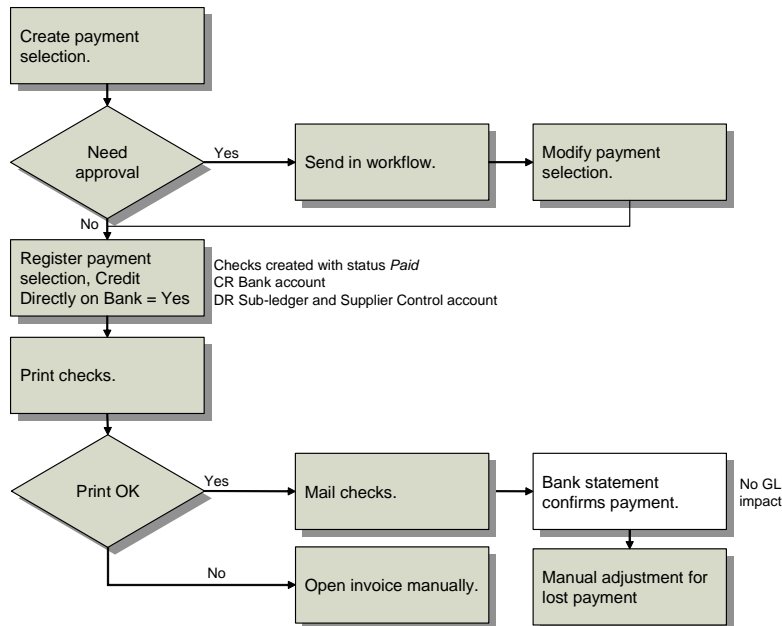 Create payment
selection.
Need
approval
Yes
Send in workflow.
Modify payment
selection.
No
Register payment
selection, Credit
Directly on Bank = Yes
Checks created with status Paid
CR Bank account
DR Sub-ledger and Supplier Control account
Print checks.
Print OK
Yes
Mail checks.
Bank statement
confirms payment.
No GL
impact
No
Open invoice manually.
Manual adjustment for
lost payment